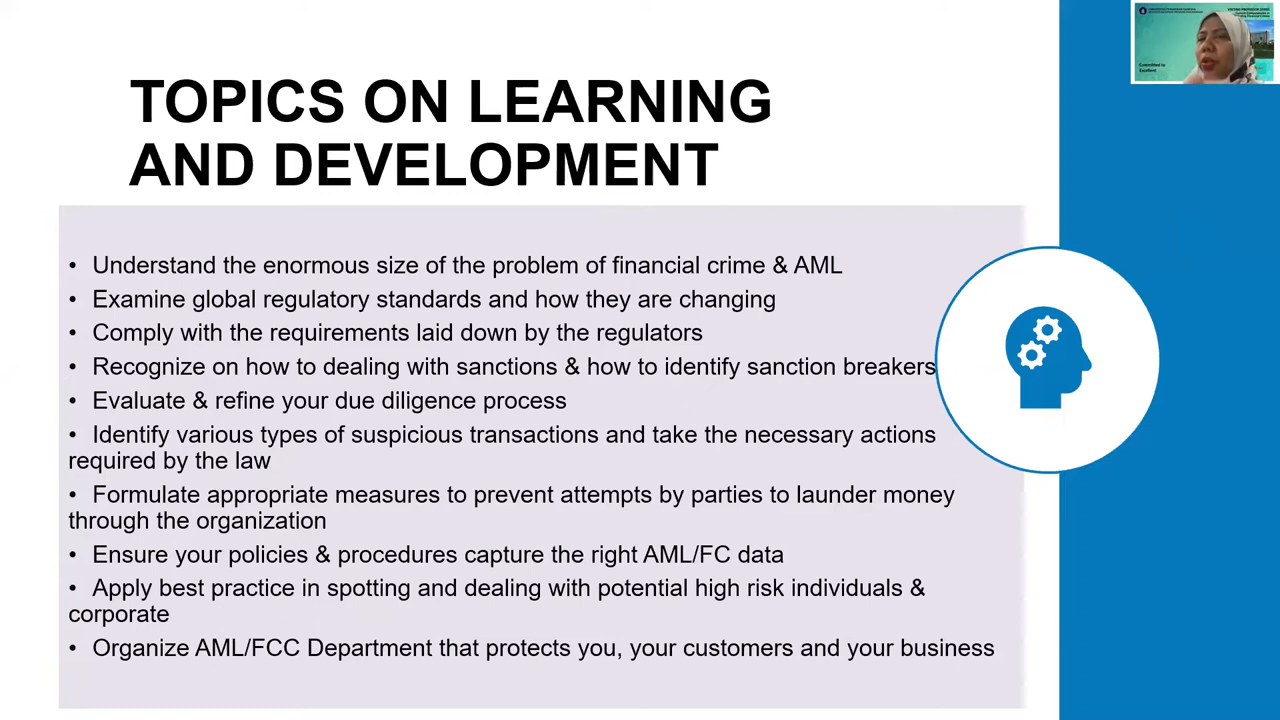 TOPICS ON LEARNING
AND DEVELOPMENT
• Understand the enormous size of the problem of financial crime & AML
• Examine global regulatory standards and how they are changing
• Comply with the requirements laid down by the regulators
• Recognize on how to dealing with sanctions & how to identify sanction breakers
• Evaluate & refine your due diligence process
• Identify various types of suspicious transactions and take the necessary actions
required by the law
• Formulate appropriate measures to prevent attempts by parties to launder money
through the organization
• Ensure your policies & procedures capture the right AML/FC data
• Apply best practice in spotting and dealing with potential high risk individuals &
corporate
• Organize AML/FCC Department that protects you, your customers and your business
Committed to
Excellent